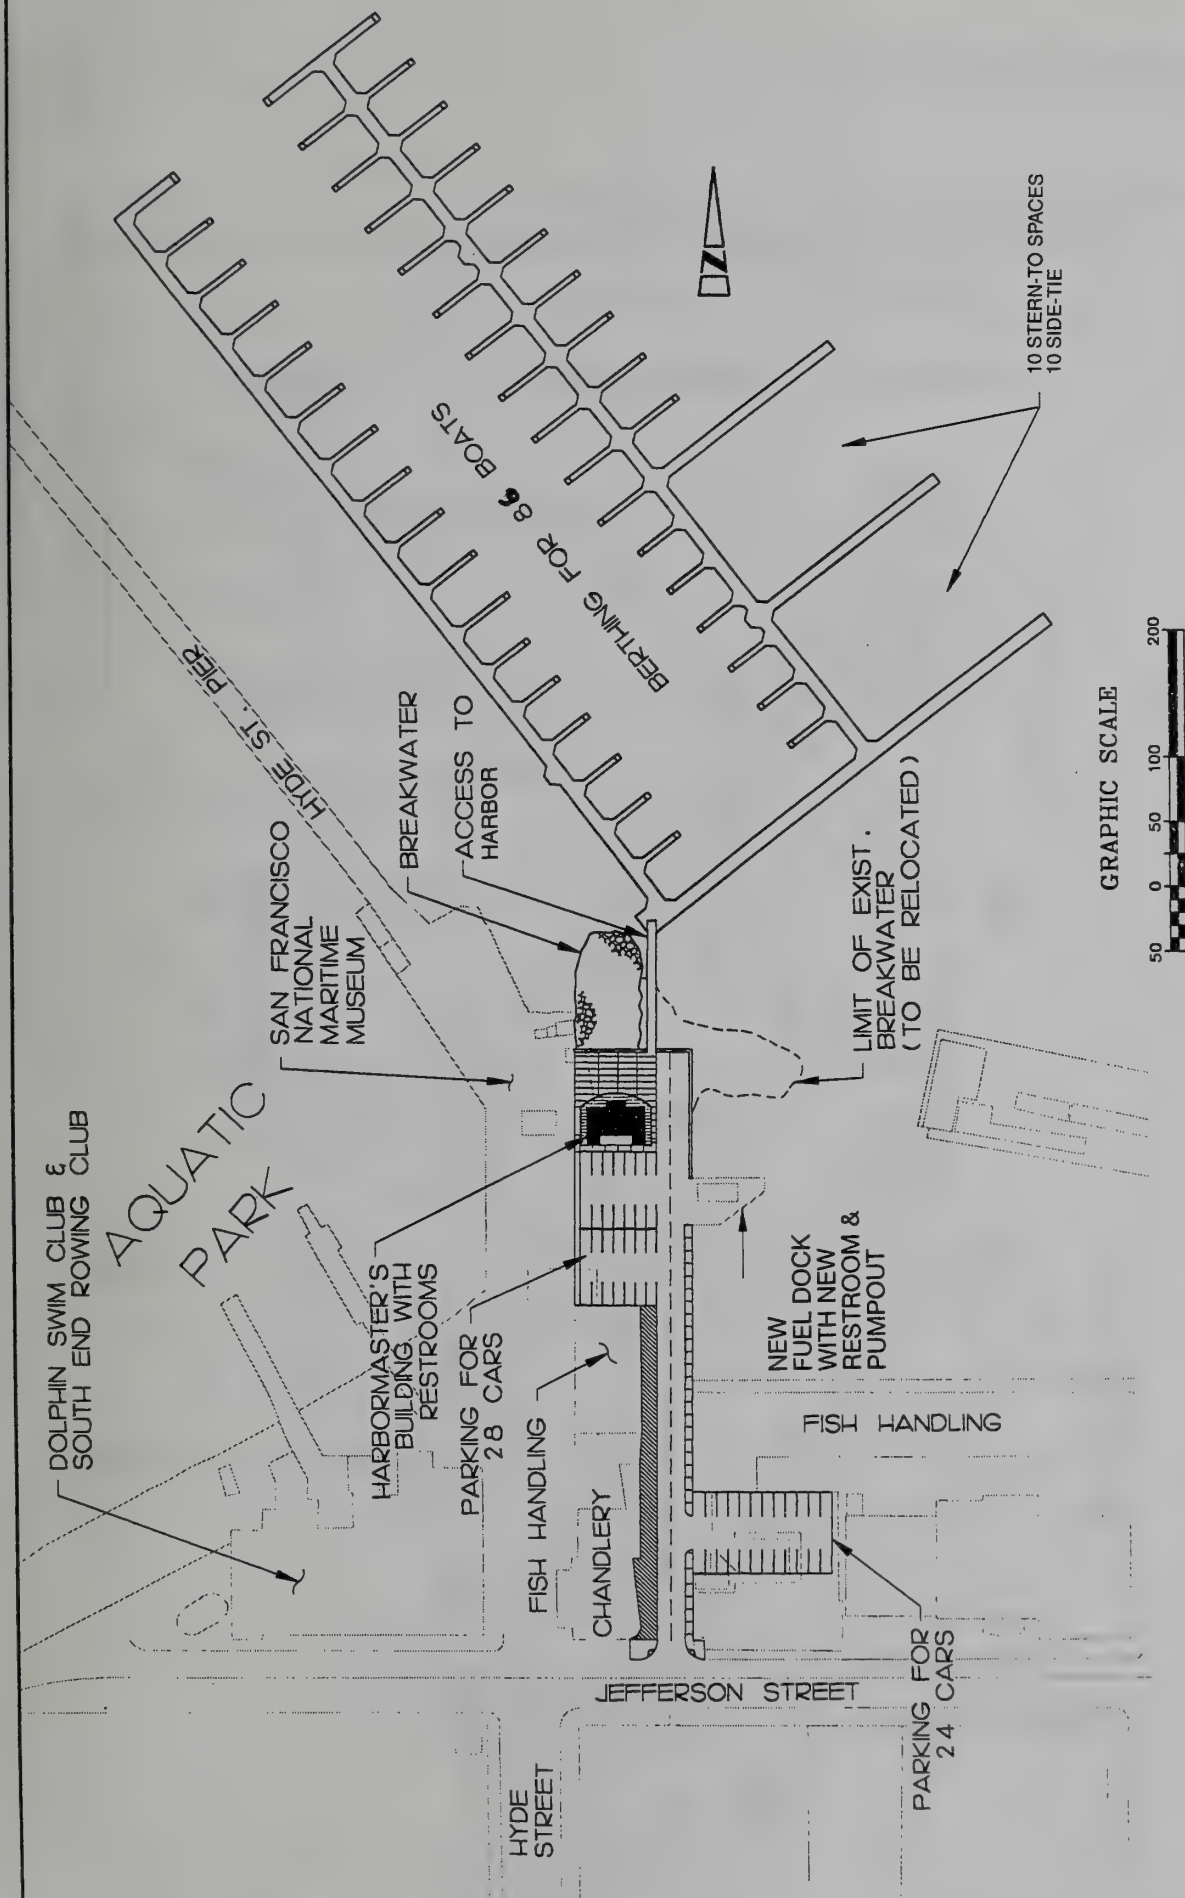 DOLPHIN SWIM CLUB &
SOUTH END ROWING CLUB
AQUATIC
PARK
HYDE ST. PIER
SAN FRANCISCO
NATIONAL
MARITIME
MUSEUM
BREAKWATER
ACCESS TO
HARBOR
BERTHING FOR 86 BOATS
N
10 STERN-TO SPACES
10 SIDE-TIE
HARBORMASTER'S
BUILDING WITH
RESTROOMS
PARKING FOR
28 CARS
FISH HANDLING
CHANDLERY
LIMIT OF EXIST.
BREAKWATER
(TO BE RELOCATED)
NEW
FUEL DOCK
WITH NEW
RESTROOM &
PUMPOUT
FISH HANDLING
JEFFERSON STREET
HYDE
STREET
PARKING FOR
24 CARS
GRAPHIC SCALE
50 0 50 100 200